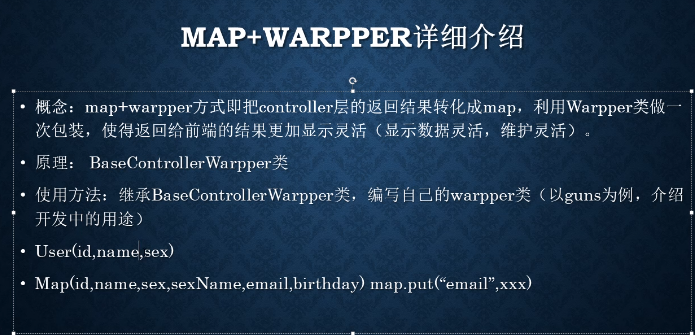 MAP+WARPPER详细介绍
• 概念：map+warpper方式即把controller层的返回结果转化成map，利用Warpper类做一
次包装，使得返回给前端的结果更加显示灵活（显示数据灵活，维护灵活）。
• 原理： BaseControllerWarpper类
• 使用方法：继承BaseControllerWarpper类，编写自己的warpper类（以guns为例，介绍
开发中的用途）
• User(id,name,sex)
• Map(id,name,sex,sexName,email,birthday) map.put(“email”,xxx)